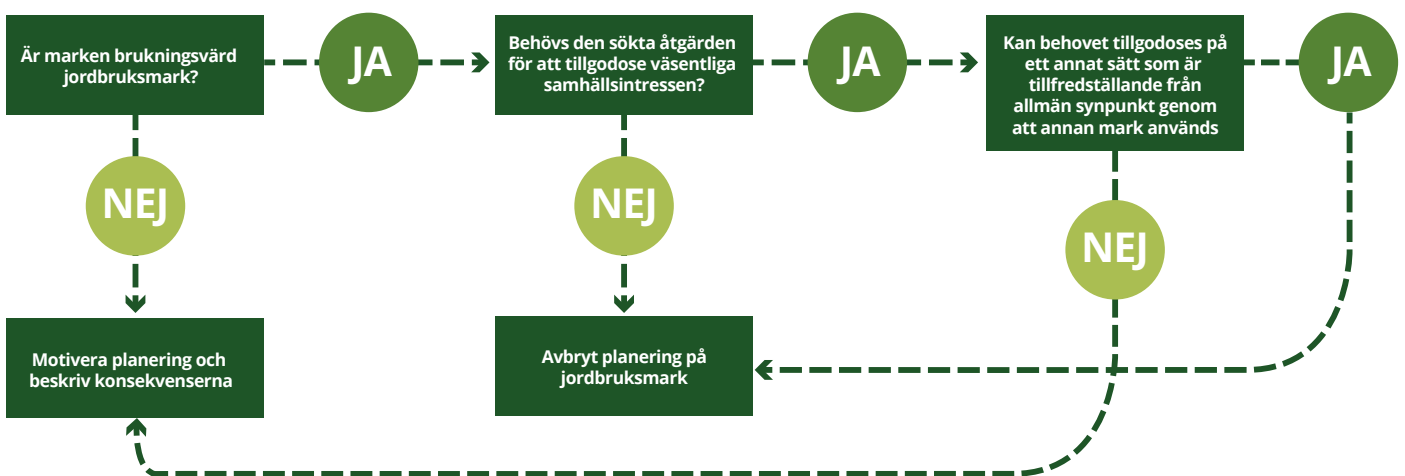 Är marken brukningsvärd
jordbruksmark?
JA
Behövs den sökta åtgärden
för att tillgodose väsentliga
samhällsintressen?
JA
Kan behovet tillgodoses på
ett annat sätt som är
tillfredställande från
allmän synpunkt genom
att annan mark används
JA
NEJ
NEJ
NEJ
Motivera planering och
beskriv konsekvenserna
Avbryt planering på
jordbruksmark